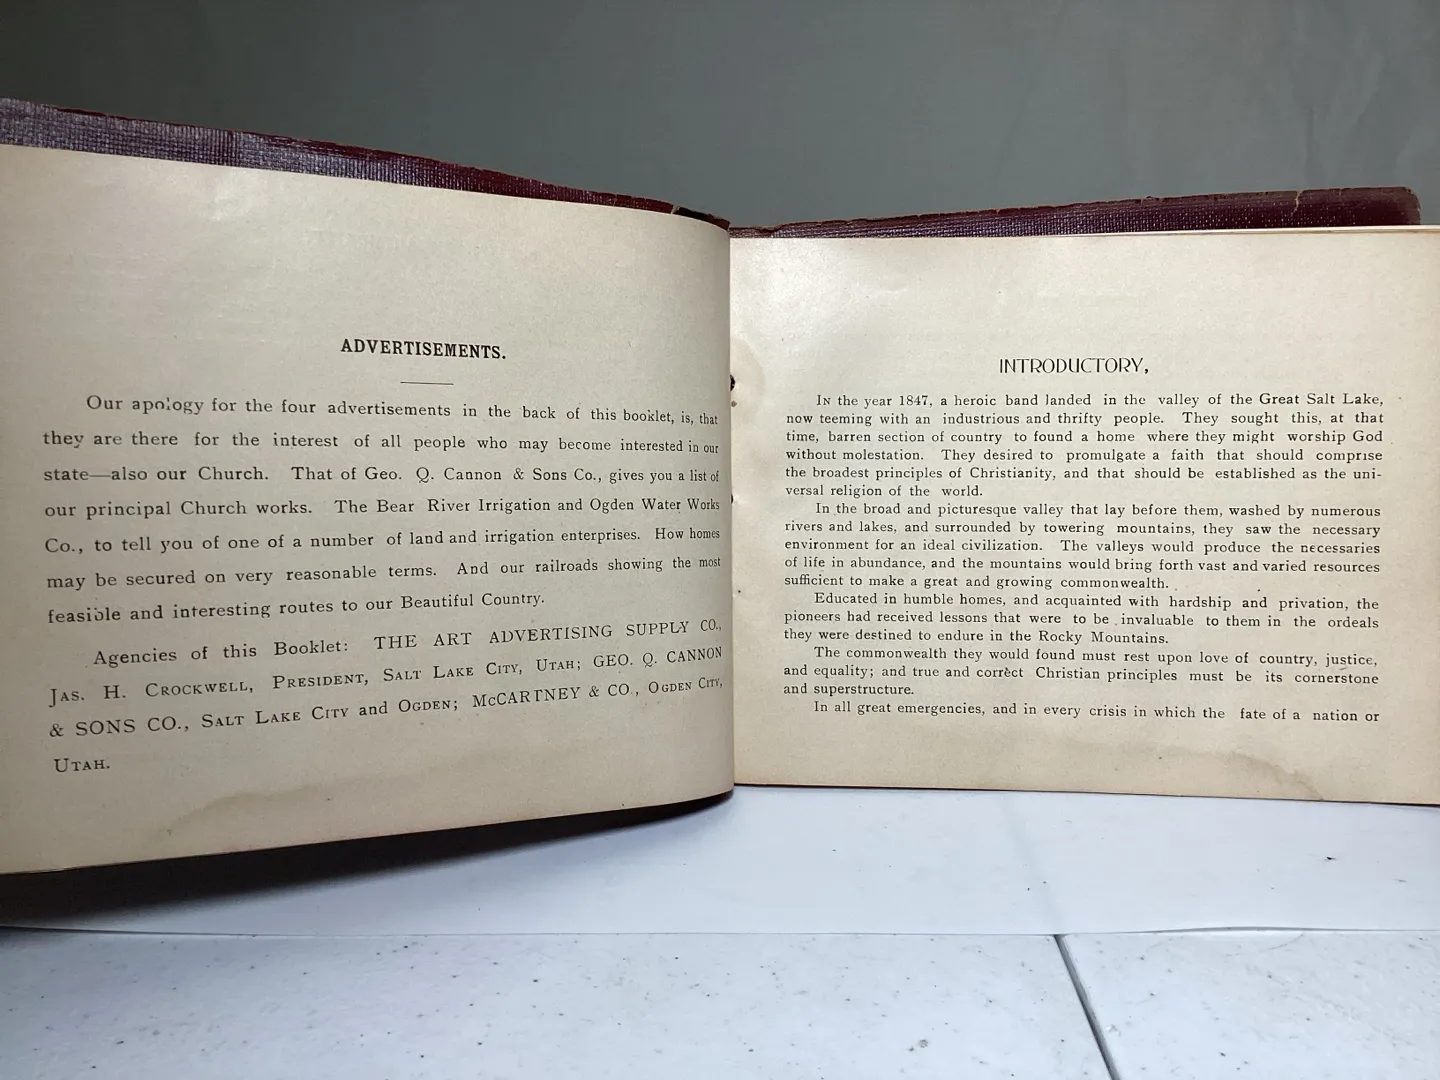 ADVERTISEMENTS.
Our apology for the four advertisements in the back of this booklet, is, that
they are there for the interest of all people who may become interested in our
state—also our Church. That of Geo. Q. Cannon & Sons Co., gives you a list of
our principal Church works. The Bear River Irrigation and Ogden Water Works
Co., to tell you of one of a number of land and irrigation enterprises. How homes
may be secured on very reasonable terms. And our railroads showing the most
feasible and interesting routes to our Beautiful Country.
Agencies of this Booklet: THE ART ADVERTISING SUPPLY CO.,
JAS. H. CROCKWELL, PRESIDENT, SALT LAKE CITY, UTAH; GEO. Q. CANNON
& SONS CO., SALT LAKE CITY and OGDEN; McCARTNEY & CO., OGDEN CITY,
UTAH.
INTRODUCTORY,
IN the year 1847, a heroic band landed in the valley of the Great Salt Lake,
now teeming with an industrious and thrifty people. They sought this, at that
time, barren section of country to found a home where they might worship God
without molestation. They desired to promulgate a faith that should comprise
the broadest principles of Christianity, and that should be established as the uni-
versal religion of the world.
In the broad and picturesque valley that lay before them, washed by numerous
rivers and lakes, and surrounded by towering mountains, they saw the necessary
environment for an ideal civilization. The valleys would produce the necessaries
of life in abundance, and the mountains would bring forth vast and varied resources
sufficient to make a great and growing commonwealth.
Educated in humble homes, and acquainted with hardship and privation, the
pioneers had received lessons that were to be invaluable to them in the ordeals
they were destined to endure in the Rocky Mountains.
The commonwealth they would found must rest upon love of country, justice,
and equality; and true and correct Christian principles must be its cornerstone
and superstructure.
In all great emergencies, and in every crisis in which the fate of a nation or